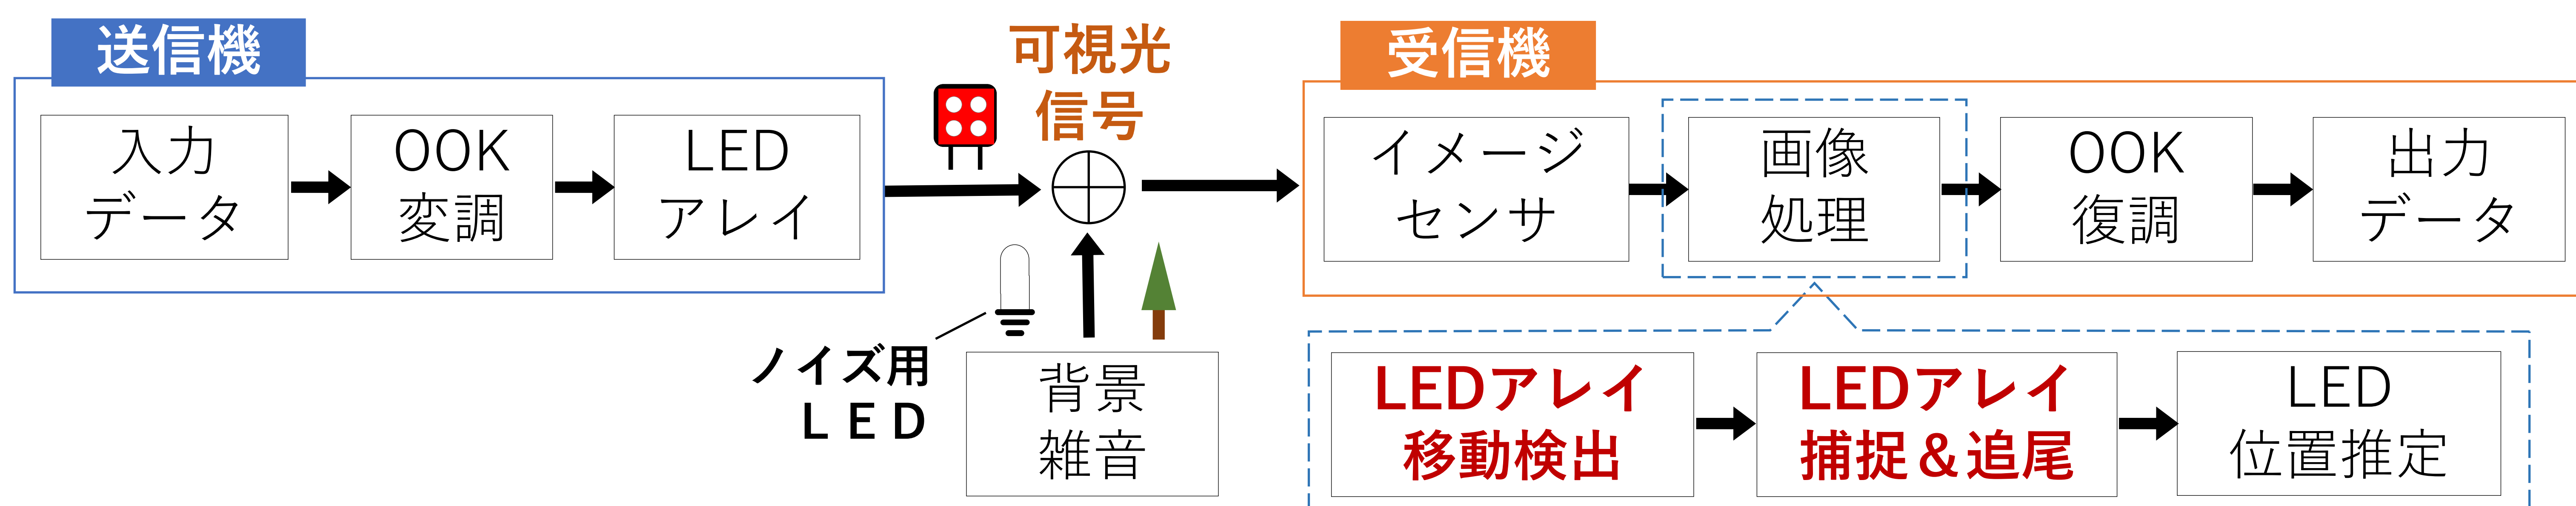 送信機
入力
データ
OOK
変調
LED
アレイ
可視光
信号
ノイズ用
ＬＥＤ
背景
雑音
受信機
イメージ
センサ
画像
処理
OOK
復調
出力
データ
LEDアレイ
移動検出
LEDアレイ
捕捉＆追尾
LED
位置推定